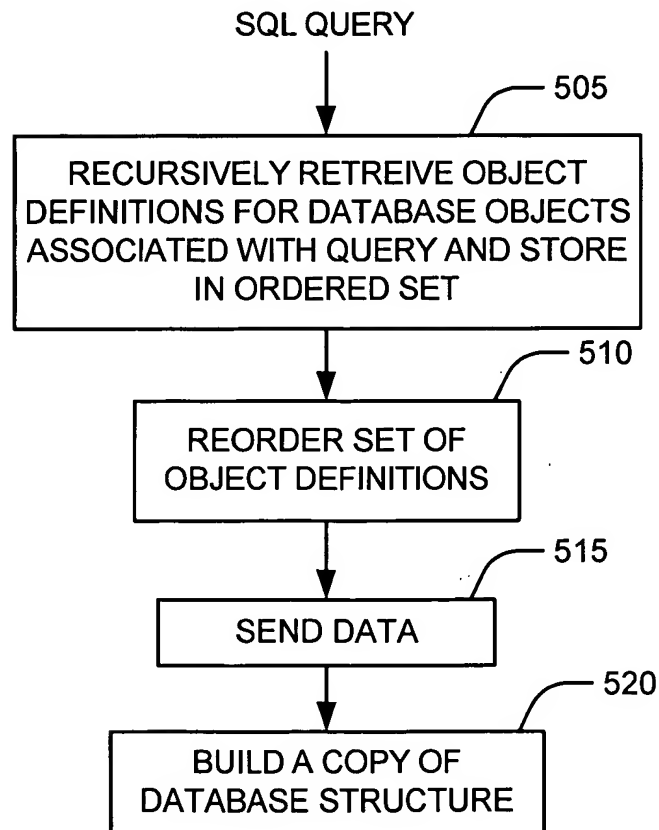 SQL QUERY
505
RECURSIVELY RETREIVE OBJECT
DEFINITIONS FOR DATABASE OBJECTS
ASSOCIATED WITH QUERY AND STORE
IN ORDERED SET
510
REORDER SET OF
OBJECT DEFINITIONS
515
SEND DATA
520
BUILD A COPY OF
DATABASE STRUCTURE